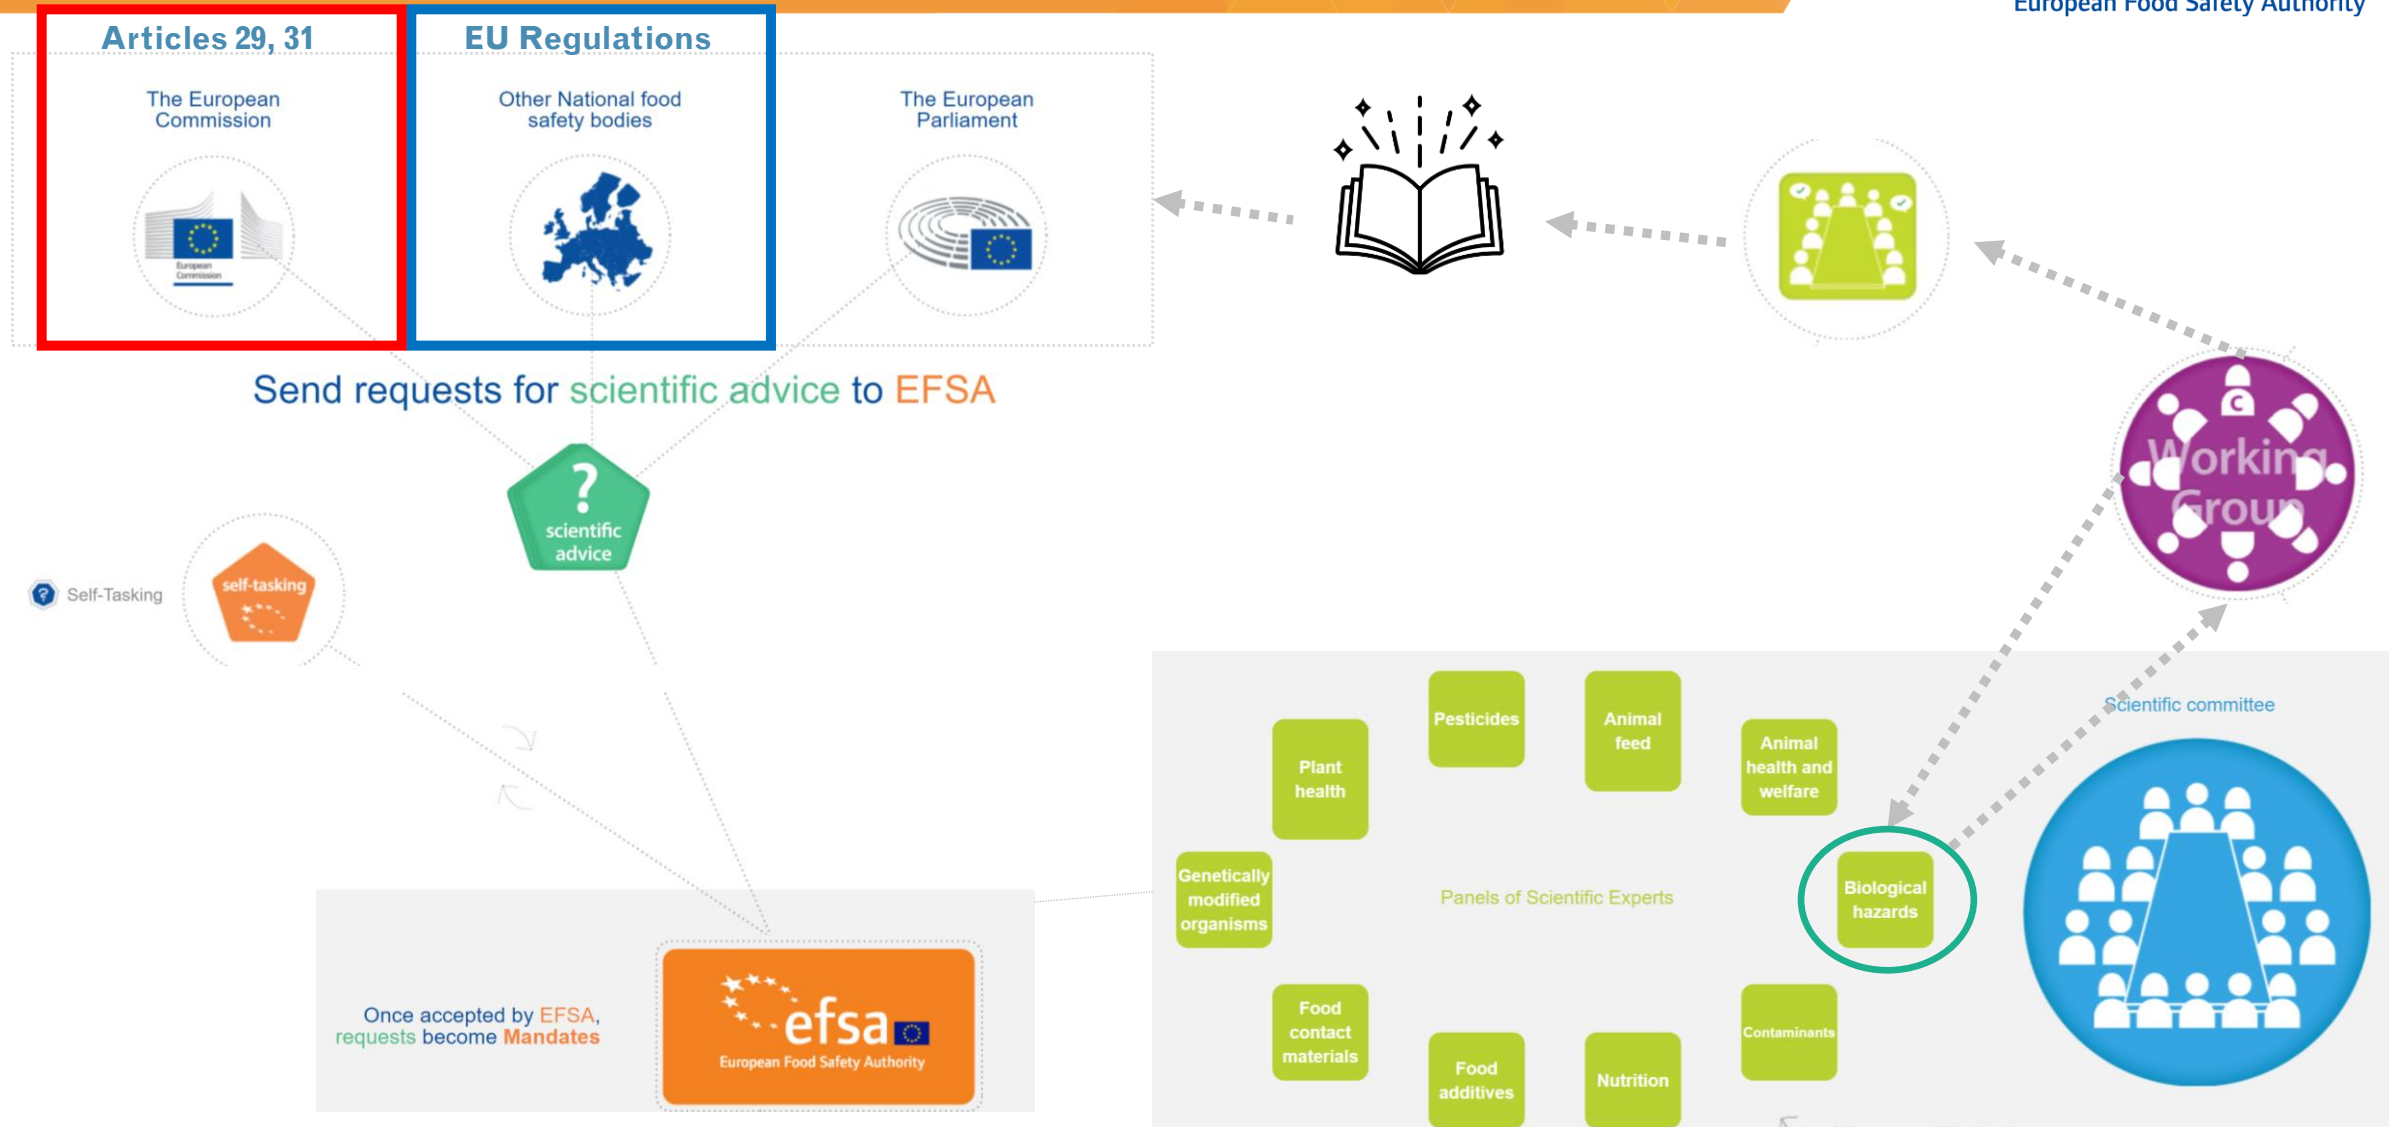 European Food Safety Authority
Articles 29, 31
EU Regulations
The European
Commission
Other National food
safety bodies
The European
Parliament
European
Commission
Send requests for scientific advice to EFSA
?
scientific
advice
? Self-Tasking
self-tasking
C
Working
Group
Scientific committee
Pesticides
Animal
feed
Animal
health and
welfare
Plant
health
Genetically
modified
organisms
Panels of Scientific Experts
Biological
hazards
Food
contact
materials
Food
additives
Nutrition
Contaminants
Once accepted by EFSA,
requests become Mandates
efsa
European Food Safety Authority